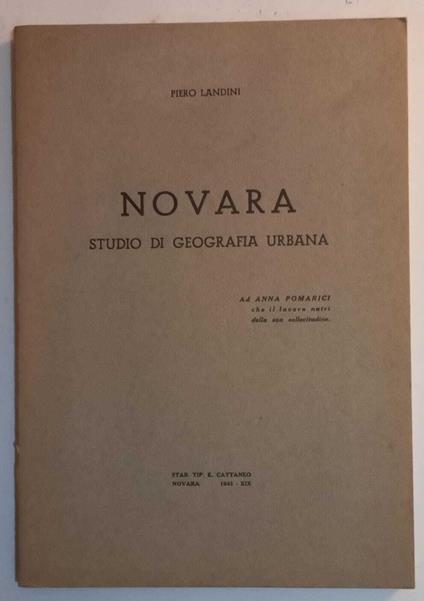 PIERO LANDINI
NOVARA
STUDIO DI GEOGRAFIA URBANA
Ad ANNA POMARICI
che il lavoro nutrì
della sua sollecitudine.
STAB. TIP. E. CATTANEO
NOVARA 1941 - XIX